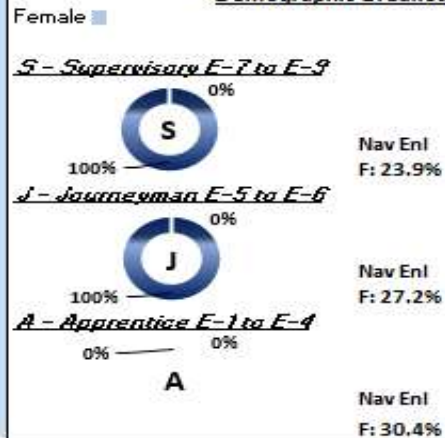 Female
S - Supervisory E-7 to E-9
0%
S
100%
Nav Enl
F: 23.9%
J - Journeyman E-5 to E-6
0%
J
100%
Nav Enl
F: 27.2%
A - Apprentice E-1 to E-4
0%
0%
A
Nav Enl
F: 30.4%